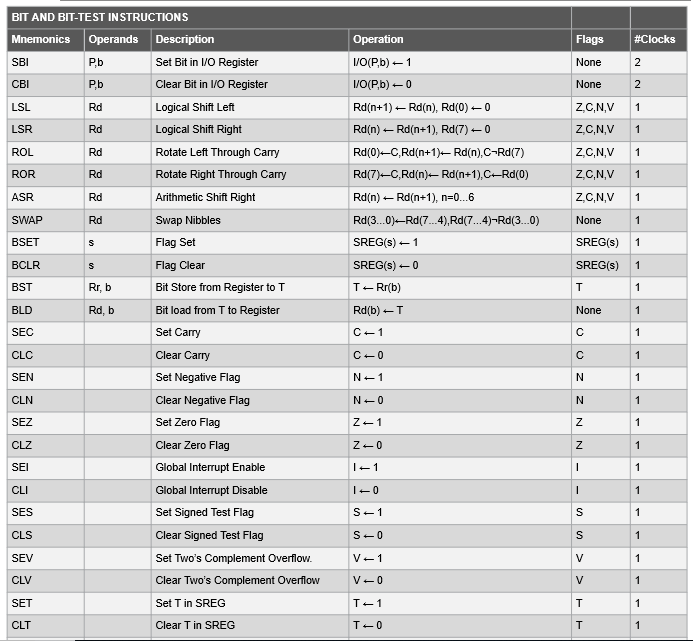 BIT AND BIT-TEST INSTRUCTIONS
Mnemonics Operands Description Operation Flags #Clocks
SBI P,b Set Bit in I/O Register I/O(P,b) ← 1 None 2
CBI P,b Clear Bit in I/O Register I/O(P,b) ← 0 None 2
LSL Rd Logical Shift Left Rd(n+1) ← Rd(n), Rd(0) ← 0 Z,C,N,V 1
LSR Rd Logical Shift Right Rd(n) ← Rd(n+1), Rd(7) ← 0 Z,C,N,V 1
ROL Rd Rotate Left Through Carry Rd(0)←C,Rd(n+1)← Rd(n),C¬Rd(7) Z,C,N,V 1
ROR Rd Rotate Right Through Carry Rd(7)←C,Rd(n)← Rd(n+1),C←Rd(0) Z,C,N,V 1
ASR Rd Arithmetic Shift Right Rd(n) ← Rd(n+1), n=0...6 Z,C,N,V 1
SWAP Rd Swap Nibbles Rd(3...0)←Rd(7...4),Rd(7...4)¬Rd(3...0) None 1
BSET s Flag Set SREG(s) ← 1 SREG(s) 1
BCLR s Flag Clear SREG(s) ← 0 SREG(s) 1
BST Rr, b Bit Store from Register to T T ← Rr(b) T 1
BLD Rd, b Bit load from T to Register Rd(b) ← T None 1
SEC Set Carry C ← 1 C 1
CLC Clear Carry C ← 0 C 1
SEN Set Negative Flag N ← 1 N 1
CLN Clear Negative Flag N ← 0 N 1
SEZ Set Zero Flag Z ← 1 Z 1
CLZ Clear Zero Flag Z ← 0 Z 1
SEI Global Interrupt Enable I ← 1 I 1
CLI Global Interrupt Disable I ← 0 I 1
SES Set Signed Test Flag S ← 1 S 1
CLS Clear Signed Test Flag S ← 0 S 1
SEV Set Two's Complement Overflow. V ← 1 V 1
CLV Clear Two's Complement Overflow V ← 0 V 1
SET Set T in SREG T ← 1 T 1
CLT Clear T in SREG T ← 0 T 1